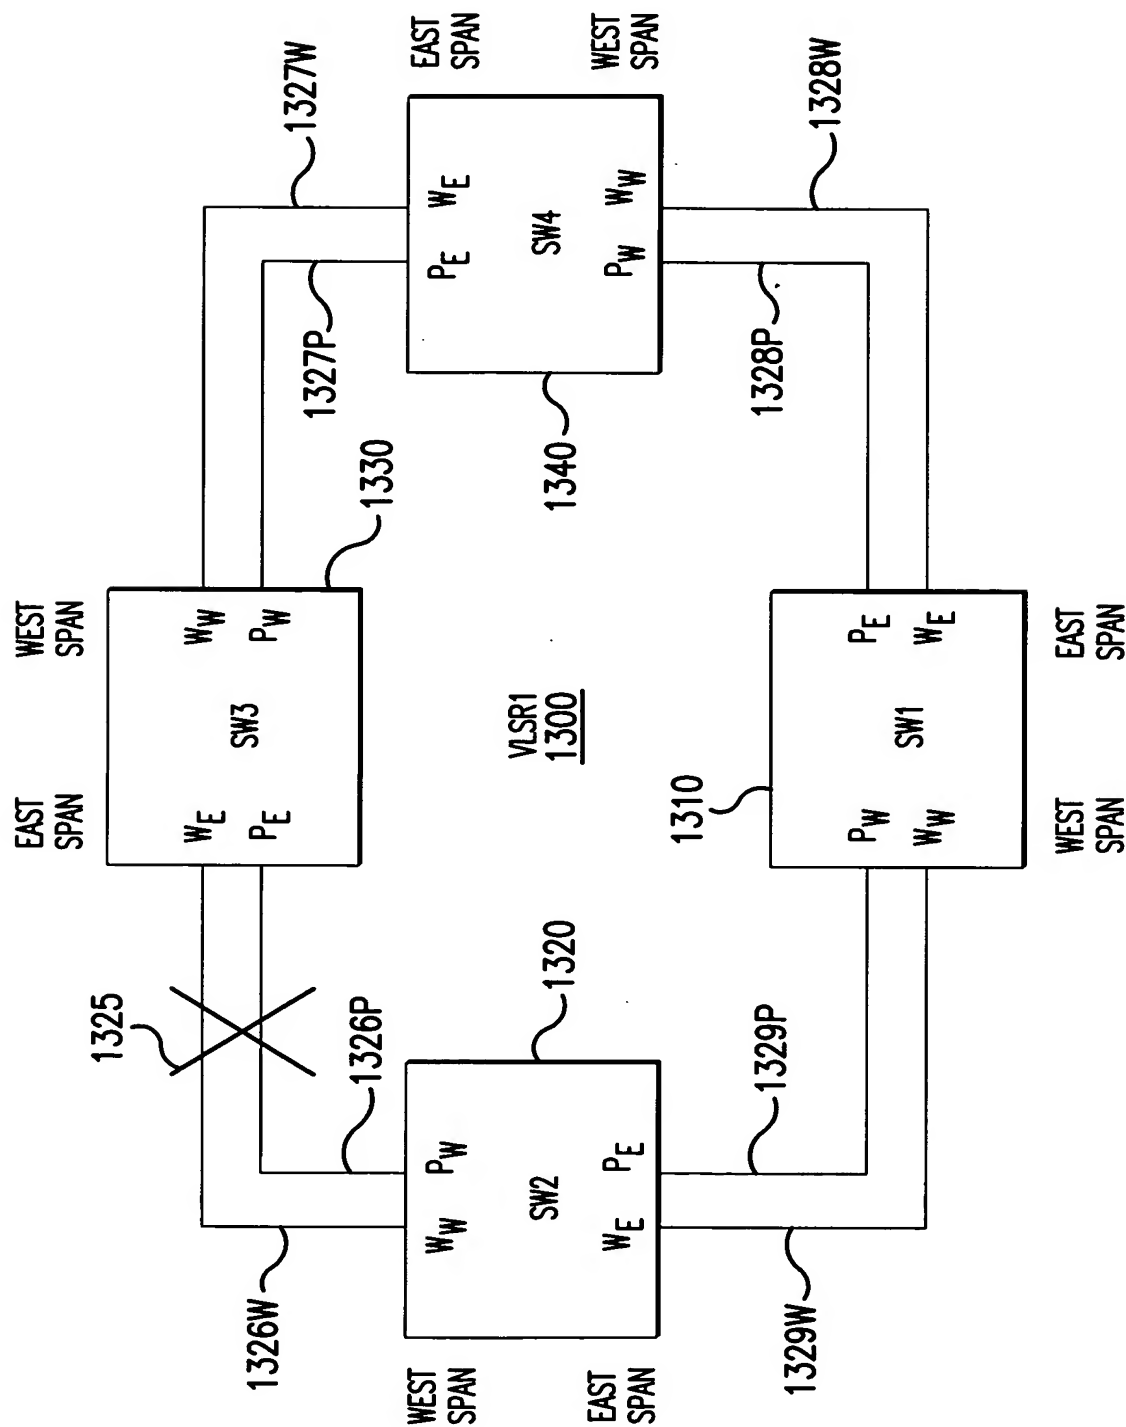 EAST
SPAN
WEST
SPAN
1325
W_E
W_W
SW3
P_E
P_W
1326W
1326P
1330
1327P
1327W
WEST
SPAN
W_W
P_W
SW2
W_E
P_E
EAST
SPAN
1320
VLSR1
1300
1340
P_E
W_E
SW4
P_W
W_W
EAST
SPAN
WEST
SPAN
1329W
1329P
1310
1328P
1328W
P_W
P_E
SW1
W_W
W_E
WEST
SPAN
EAST
SPAN